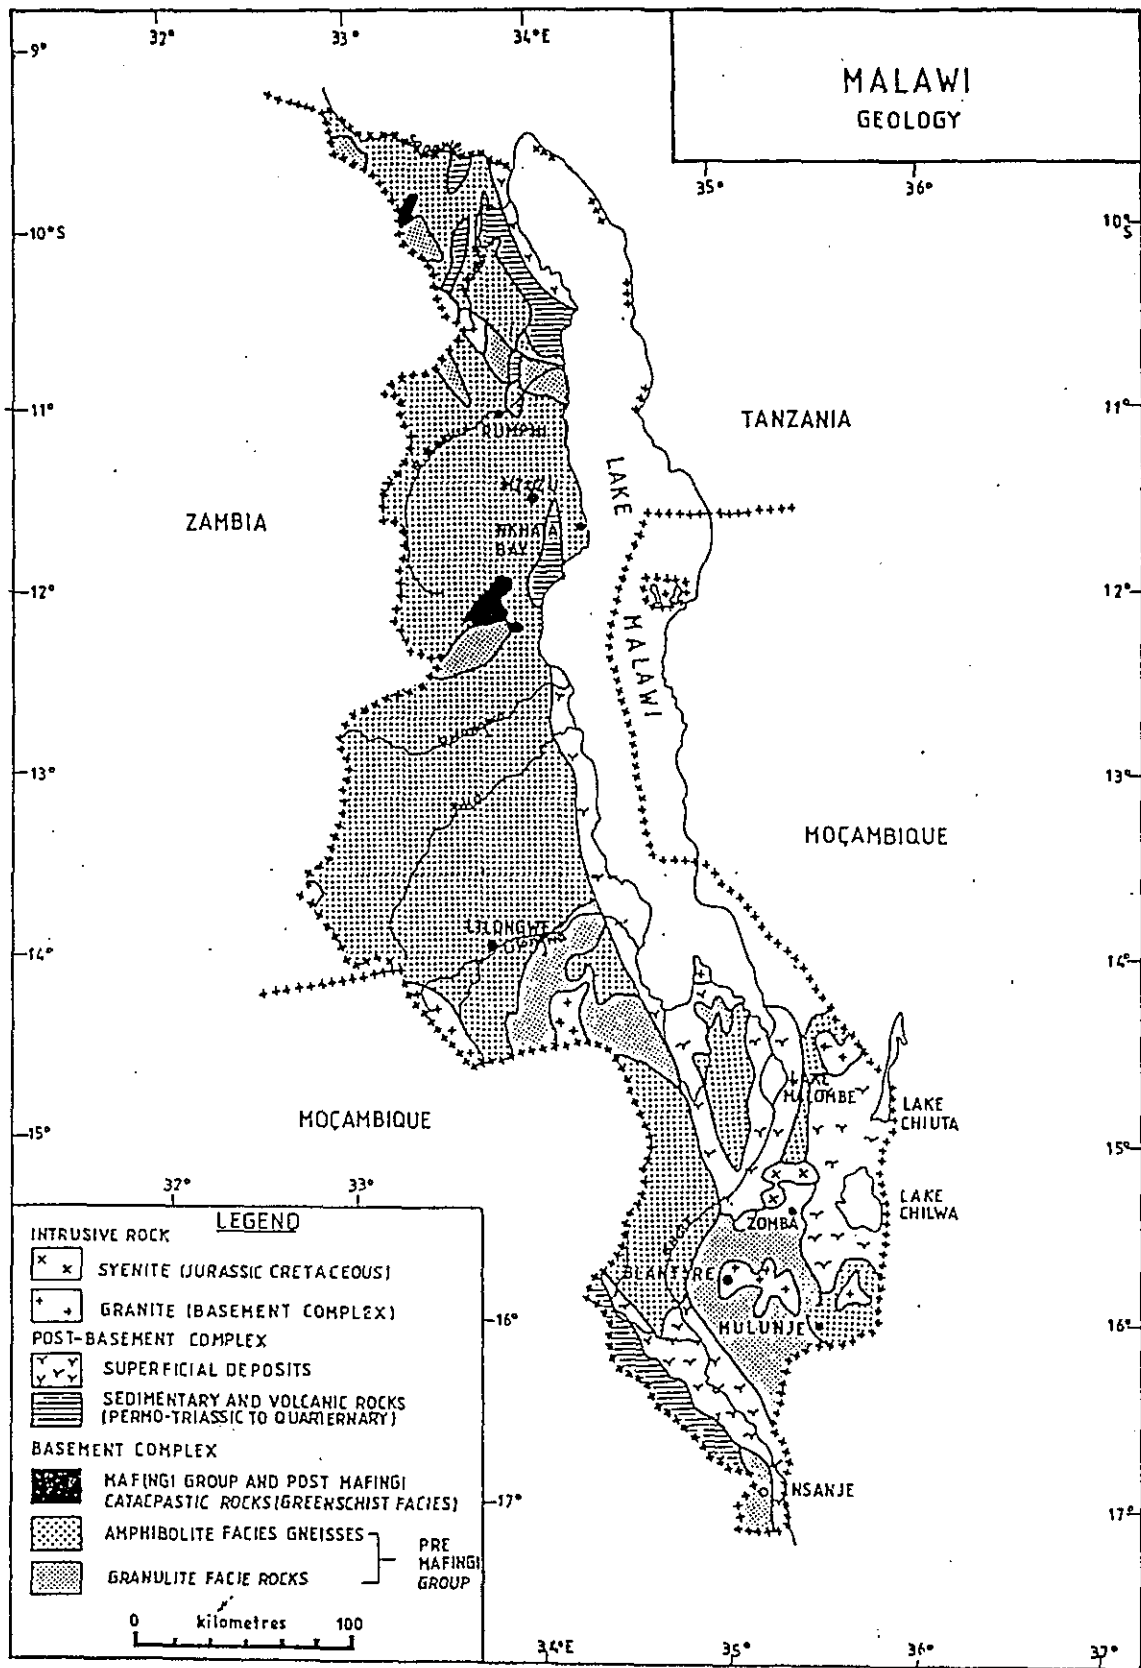 32°
33°
34°E
MALAWI
GEOLOGY
-9°
35°
36°
-10°S
10°S
11°
-11°
RUMPHI
TANZANIA
MZUZU
ZAMBIA
LAKE
NKHATA
BAY
-12°
12°
MALAWI
-13°
13°
MOÇAMBIQUE
LILONGWE
-14°
14°
LAKE
MALOMBE
LAKE
CHIUTA
MOÇAMBIQUE
-15°
15°
32°
33°
LAKE
CHILWA
ZOMBA
BLANTYRE
MULUNJE
-16°
16°
NSANJE
-17°
17°
LEGEND
INTRUSIVE ROCK
SYENITE (JURASSIC CRETACEOUS)
GRANITE (BASEMENT COMPLEX)
POST-BASEMENT COMPLEX
SUPERFICIAL DEPOSITS
SEDIMENTARY AND VOLCANIC ROCKS
(PERMO-TRIASSIC TO QUARTERNARY)
BASEMENT COMPLEX
MAFINGI GROUP AND POST MAFINGI
CATACPASTIC ROCKS (GREENSCHIST FACIES)
AMPHIBOLITE FACIES GNEISSES
GRANULITE FACIE ROCKS
PRE
MAFINGI
GROUP
0
kilometres
100
34°E
35°
36°
37°